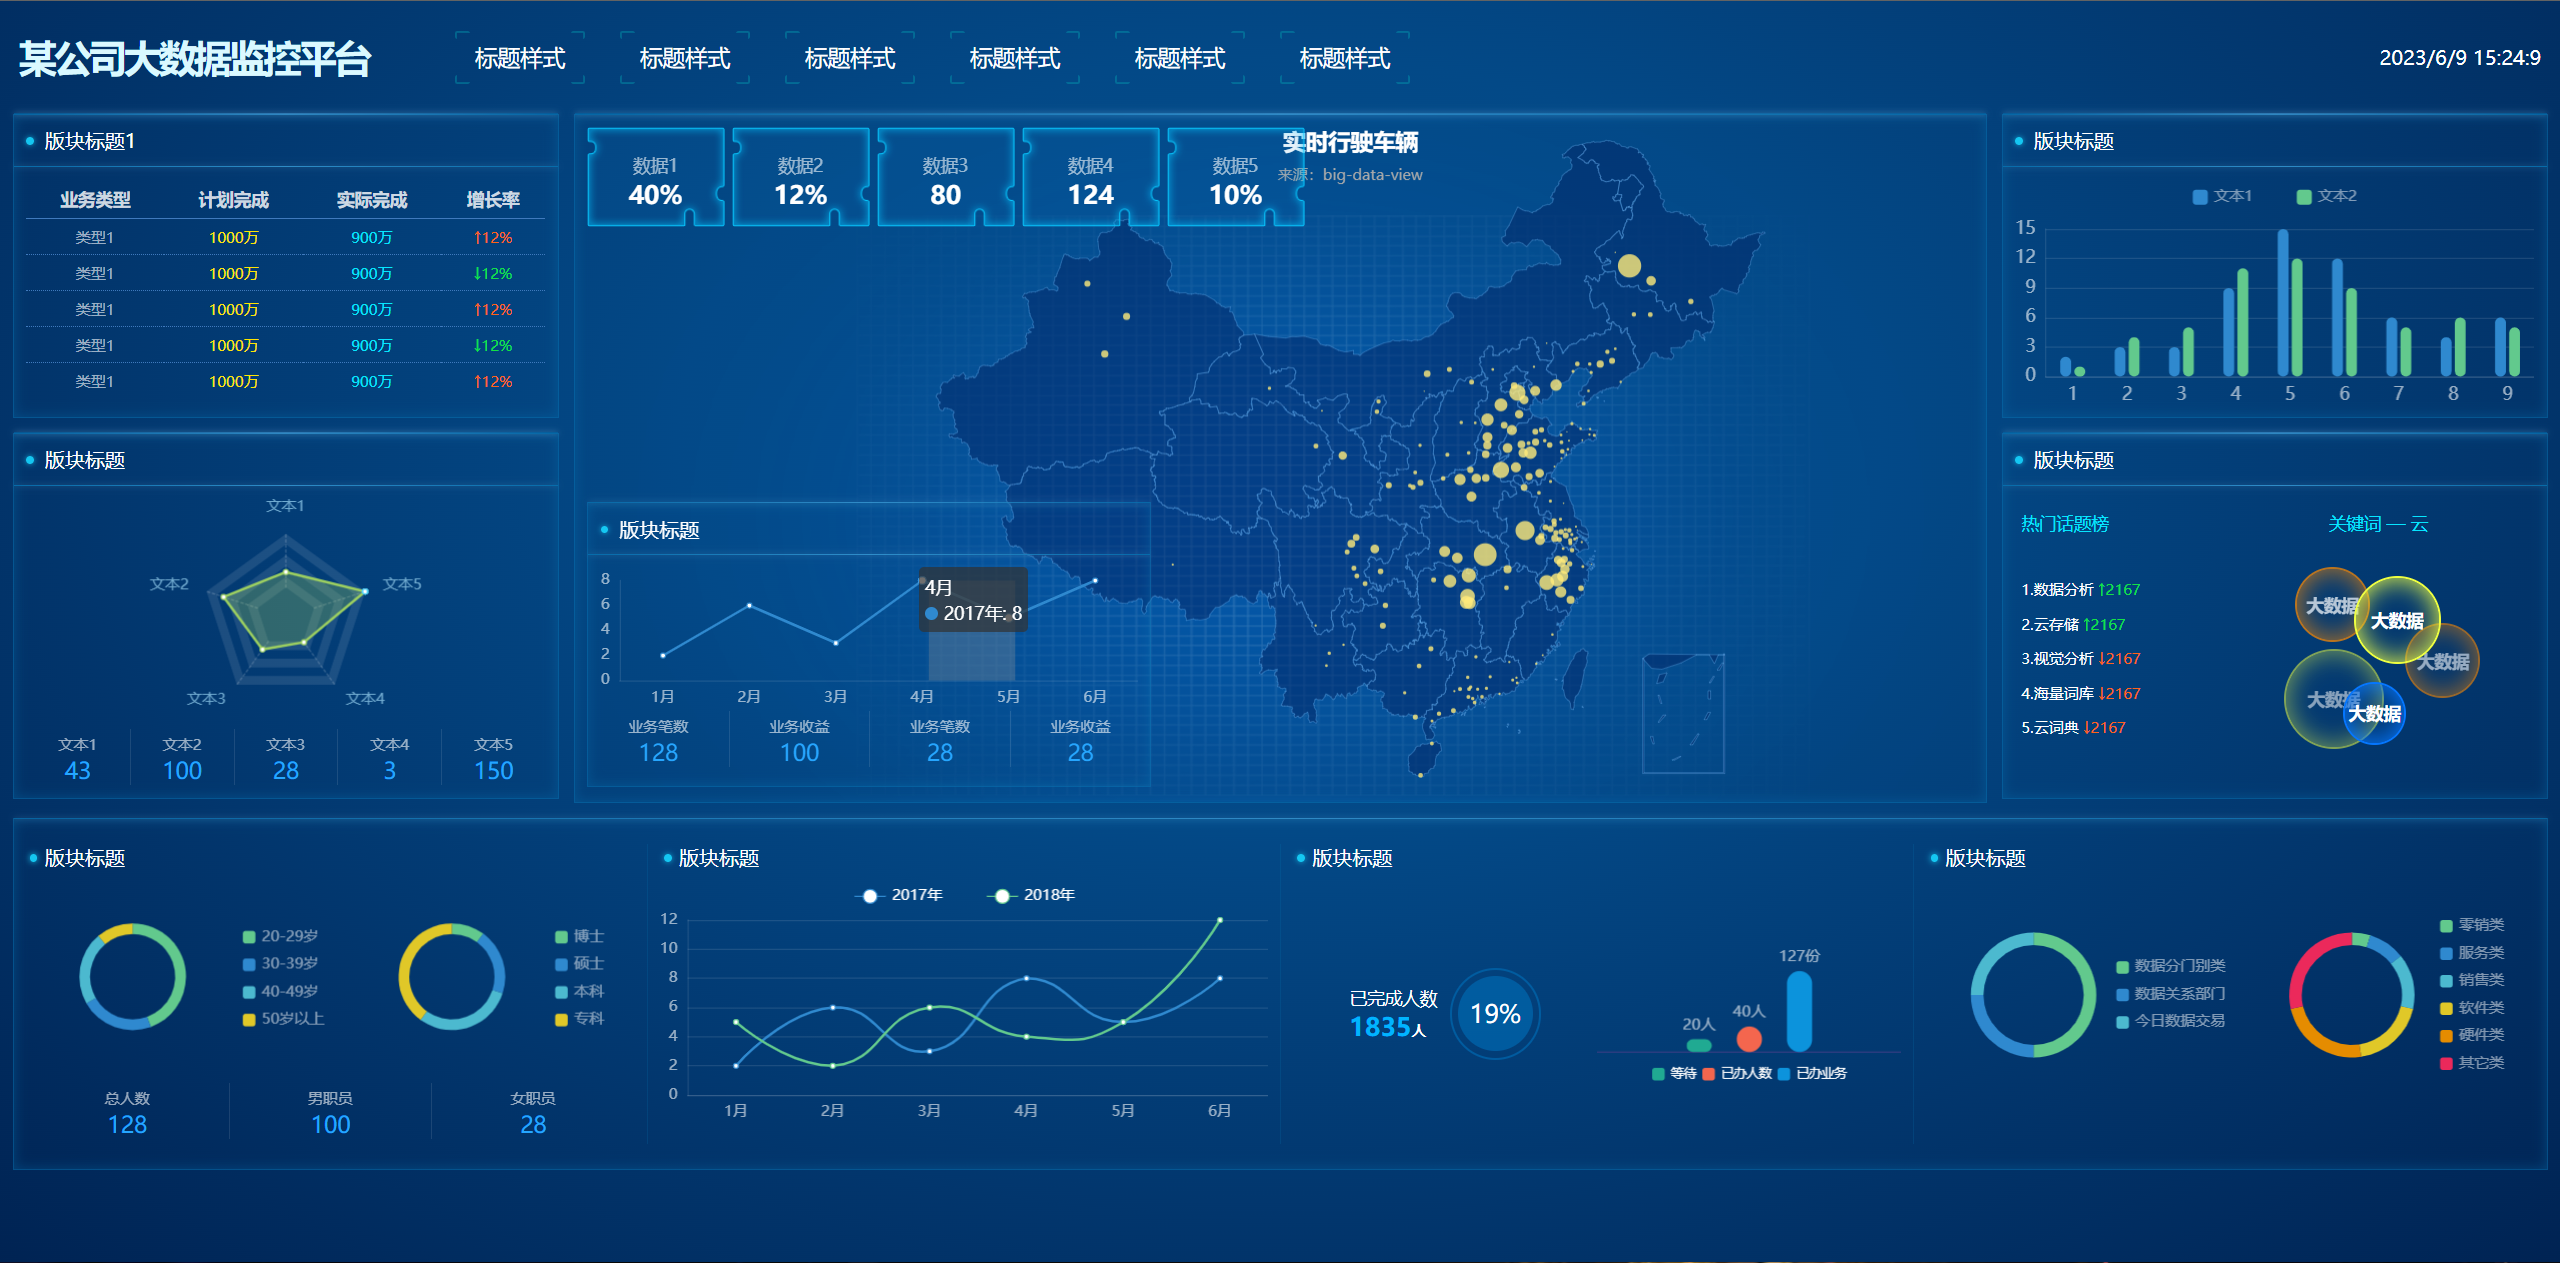 某公司大数据监控平台
标题样式 标题样式 标题样式 标题样式 标题样式 标题样式
2023/6/9 15:24:9
版块标题1
业务类型 计划完成 实际完成 增长率
类型1 1000万 900万 ↑12%
类型1 1000万 900万 ↓12%
类型1 1000万 900万 ↑12%
类型1 1000万 900万 ↓12%
类型1 1000万 900万 ↑12%
版块标题
文本1
文本2 文本5
文本3 文本4
文本1 文本2 文本3 文本4 文本5
43 100 28 3 150
数据1 数据2 数据3 数据4 数据5
40% 12% 80 124 10%
实时行驶车辆
来源：big-data-view
版块标题
8
6
4
2
0
4月
2017年: 8
1月 2月 3月 4月 5月 6月
业务笔数 业务收益 业务笔数 业务收益
128 100 28 28
版块标题
文本1 文本2
15
12
9
6
3
0
1 2 3 4 5 6 7 8 9
版块标题
热门话题榜 关键词 — 云
1.数据分析 ↑2167
2.云存储 ↑2167
3.视觉分析 ↓2167
4.海量词库 ↓2167
5.云词典 ↓2167
大数据
大数据
大数据
大数据
大数据
版块标题
20-29岁
30-39岁
40-49岁
50岁以上
博士
硕士
本科
专科
总人数 男职员 女职员
128 100 28
版块标题
2017年 2018年
12
10
8
6
4
2
0
1月 2月 3月 4月 5月 6月
版块标题
已完成人数
1835人
19%
20人 40人 127份
等待 已办人数 已办业务
版块标题
数据分门别类
数据关系部门
今日数据交易
零销类
服务类
销售类
软件类
硬件类
其它类